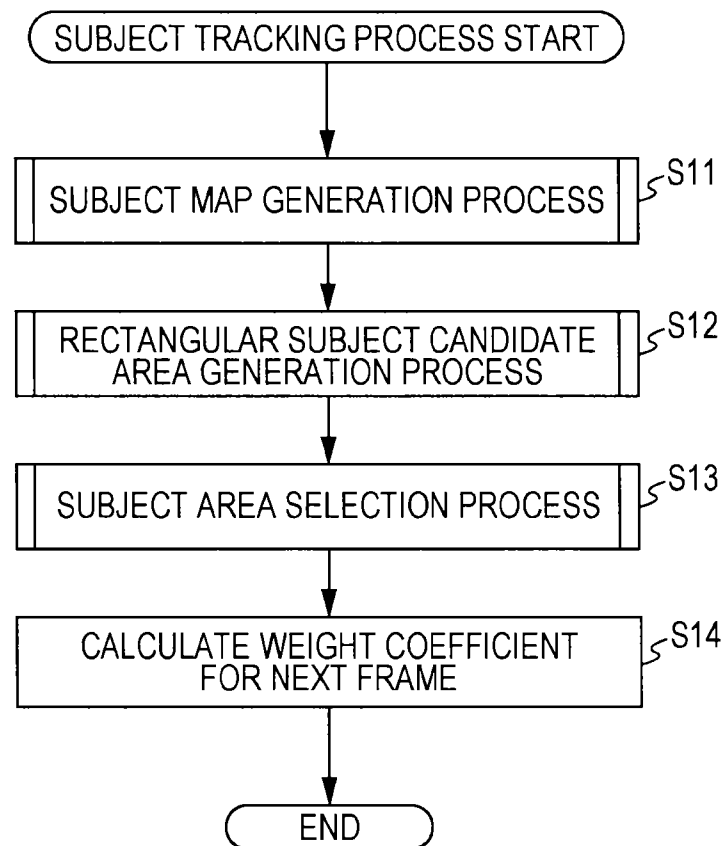 SUBJECT TRACKING PROCESS START
SUBJECT MAP GENERATION PROCESS
S11
RECTANGULAR SUBJECT CANDIDATE
AREA GENERATION PROCESS
S12
SUBJECT AREA SELECTION PROCESS
S13
CALCULATE WEIGHT COEFFICIENT
FOR NEXT FRAME
S14
END